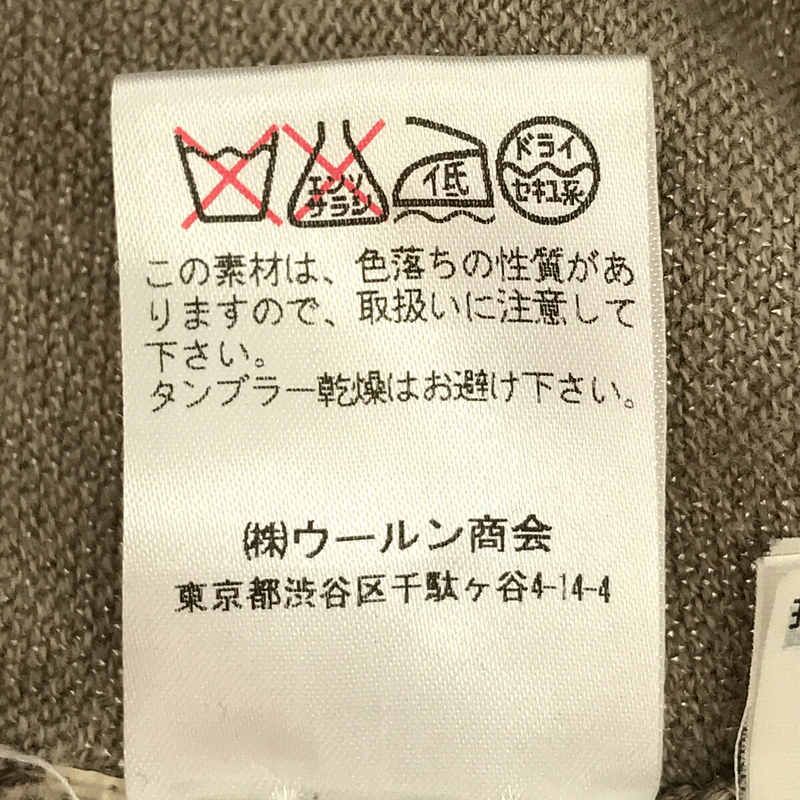 エンソ サラシ 低 ドライ セキユ系
この素材は、色落ちの性質があ
りますので、取扱いに注意して
下さい。
タンブラー乾燥はお避け下さい。
㈱ウールン商会
東京都渋谷区千駄ヶ谷4-14-4